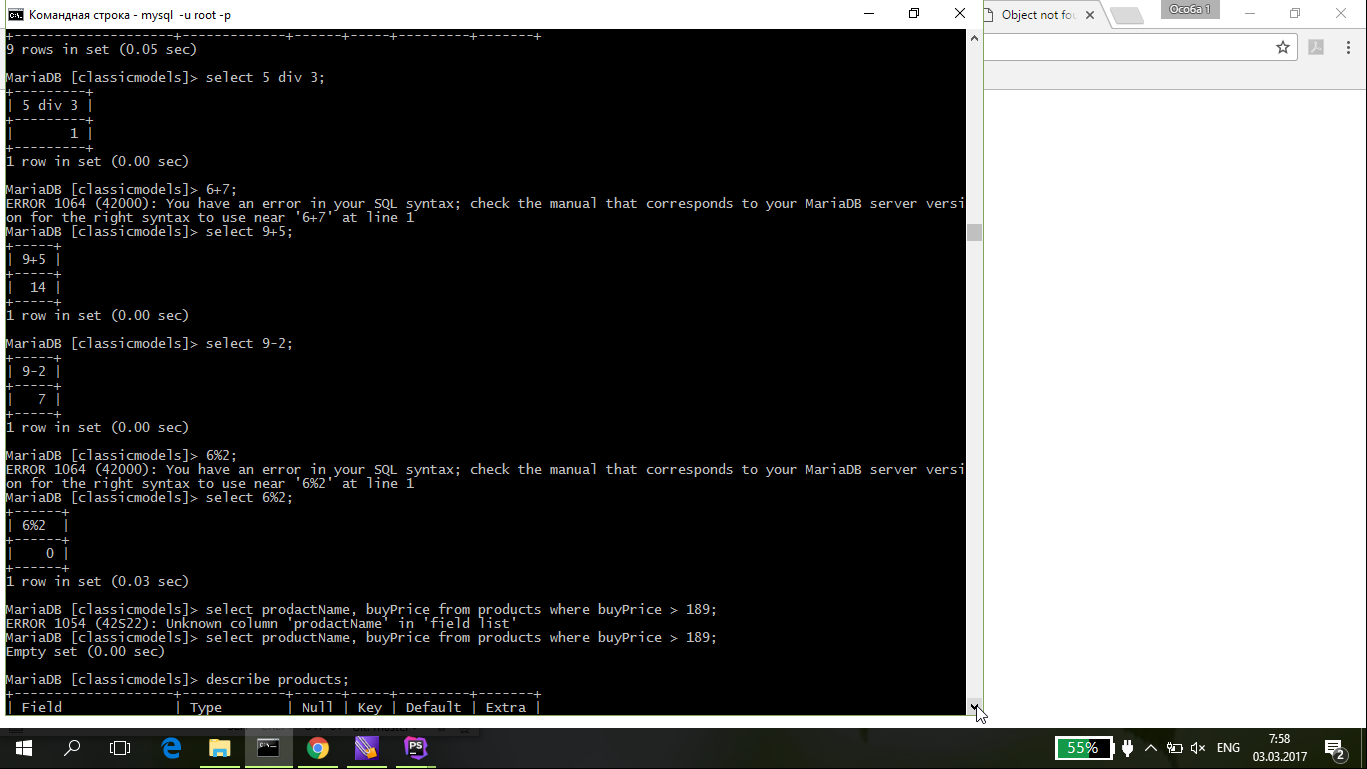 Командная строка - mysql -u root -p
Object not fou
Особа 1
+--------------------+-------------+------+-----+---------+-------+
9 rows in set (0.05 sec)
MariaDB [classicmodels]> select 5 div 3;
+---------+
| 5 div 3 |
+---------+
|       1 |
+---------+
1 row in set (0.00 sec)
MariaDB [classicmodels]> 6+7;
ERROR 1064 (42000): You have an error in your SQL syntax; check the manual that corresponds to your MariaDB server versi
on for the right syntax to use near '6+7' at line 1
MariaDB [classicmodels]> select 9+5;
+-----+
| 9+5 |
+-----+
|  14 |
+-----+
1 row in set (0.00 sec)
MariaDB [classicmodels]> select 9-2;
+-----+
| 9-2 |
+-----+
|   7 |
+-----+
1 row in set (0.00 sec)
MariaDB [classicmodels]> 6%2;
ERROR 1064 (42000): You have an error in your SQL syntax; check the manual that corresponds to your MariaDB server versi
on for the right syntax to use near '6%2' at line 1
MariaDB [classicmodels]> select 6%2;
+------+
| 6%2  |
+------+
|    0 |
+------+
1 row in set (0.03 sec)
MariaDB [classicmodels]> select prodactName, buyPrice from products where buyPrice > 189;
ERROR 1054 (42S22): Unknown column 'prodactName' in 'field list'
MariaDB [classicmodels]> select productName, buyPrice from products where buyPrice > 189;
Empty set (0.00 sec)
MariaDB [classicmodels]> describe products;
+--------------------+-------------+------+-----+---------+-------+
| Field              | Type        | Null | Key | Default | Extra |
PS
55%
ENG
7:58
03.03.2017
2